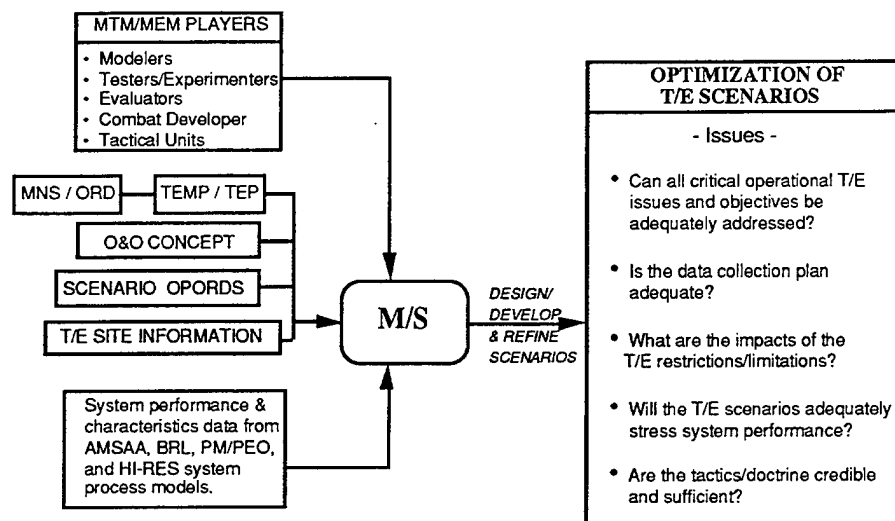 MTM/MEM PLAYERS
• Modelers
• Testers/Experimenters
• Evaluators
• Combat Developer
• Tactical Units
MNS / ORD
TEMP / TEP
O&O CONCEPT
SCENARIO OPORDS
T/E SITE INFORMATION
System performance &
characteristics data from
AMSAA, BRL, PM/PEO,
and HI-RES system
process models.
M/S
DESIGN/
DEVELOP
& REFINE
SCENARIOS
OPTIMIZATION OF
T/E SCENARIOS
- Issues -
• Can all critical operational T/E
issues and objectives be
adequately addressed?
• Is the data collection plan
adequate?
• What are the impacts of the
T/E restrictions/limitations?
• Will the T/E scenarios adequately
stress system performance?
• Are the tactics/doctrine credible
and sufficient?